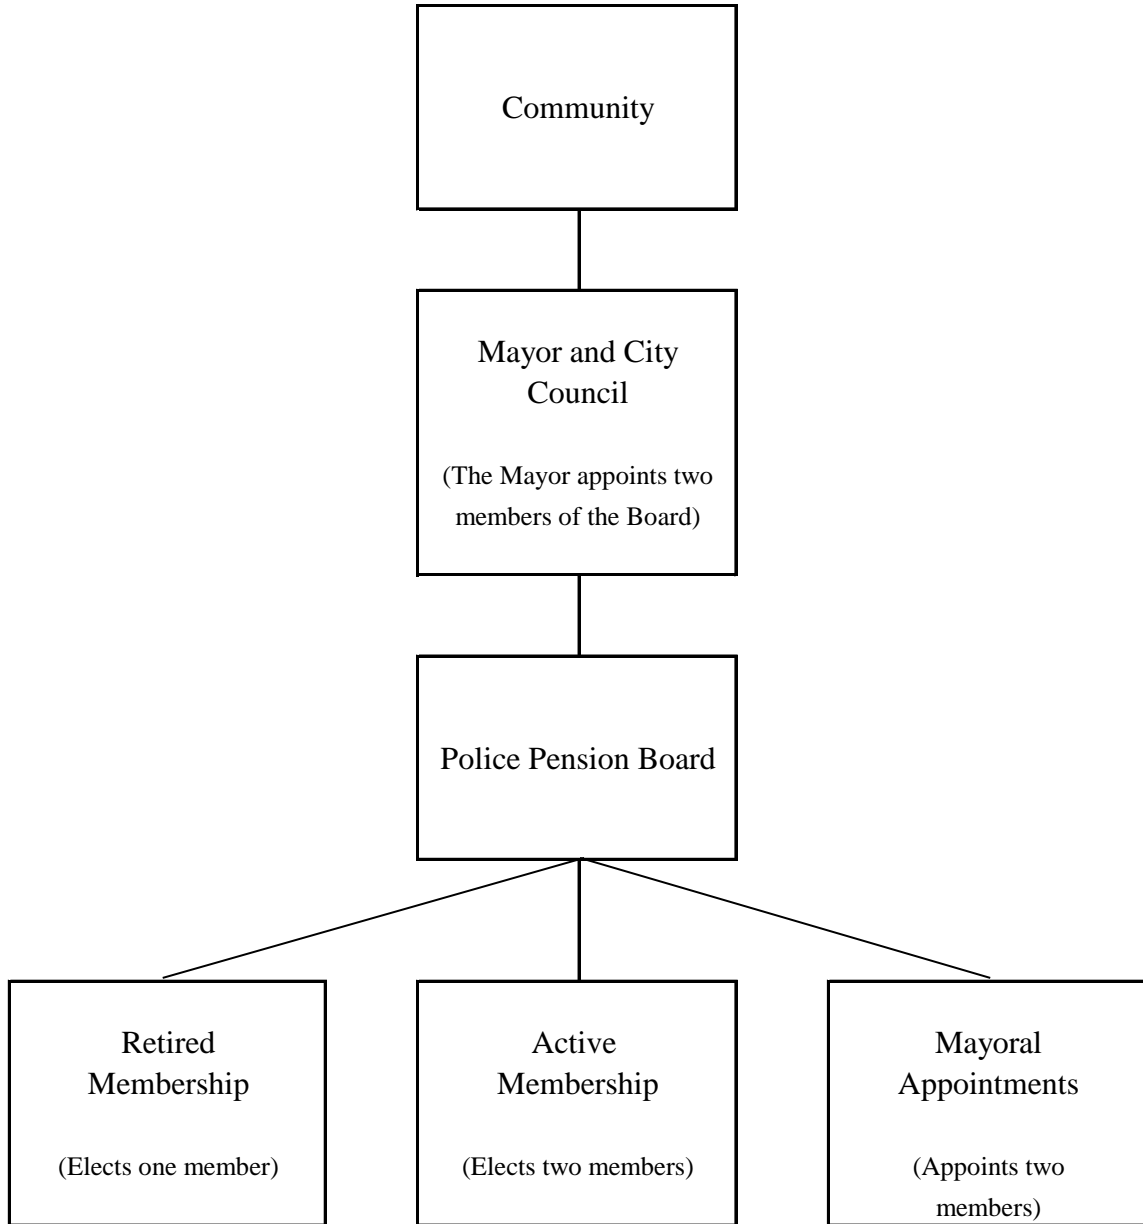 Community
Mayor and City
Council
(The Mayor appoints two
members of the Board)
Police Pension Board
Retired
Membership
(Elects one member)
Active
Membership
(Elects two members)
Mayoral
Appointments
(Appoints two
members)